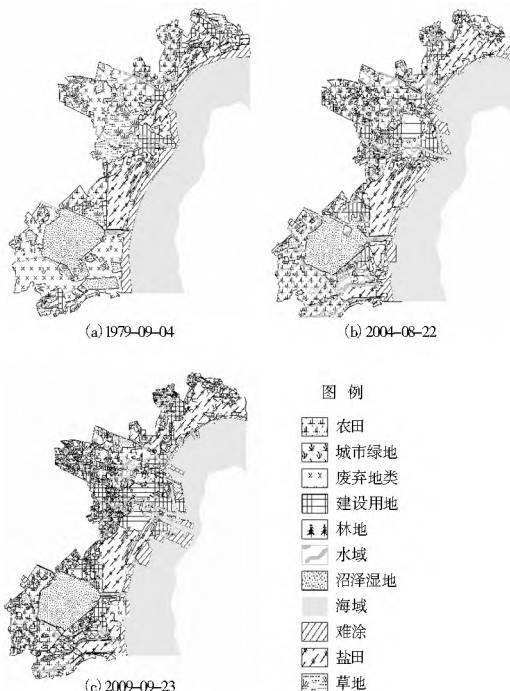 (a) 1979-09-04
(b) 2004-08-22
(c) 2009-09-23
图 例
农田
城市绿地
废弃地类
建设用地
林地
水域
沼泽湿地
海域
难涂
盐田
草地